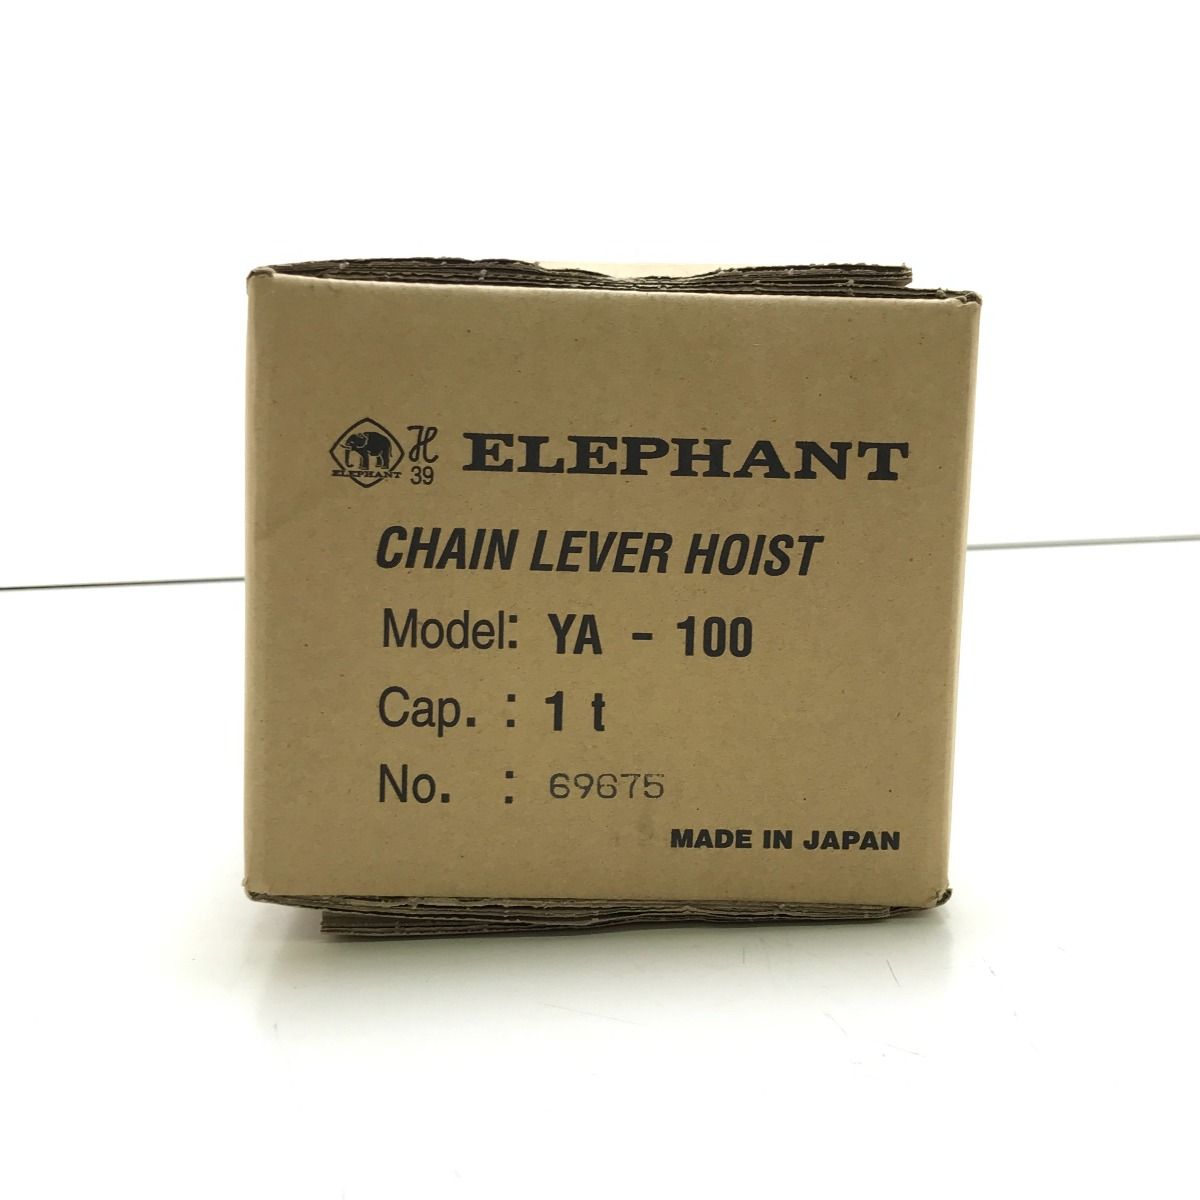 ELEPHANT H 39 ELEPHANT
CHAIN LEVER HOIST
Model: YA - 100
Cap. : 1 t
No. : 69675
MADE IN JAPAN